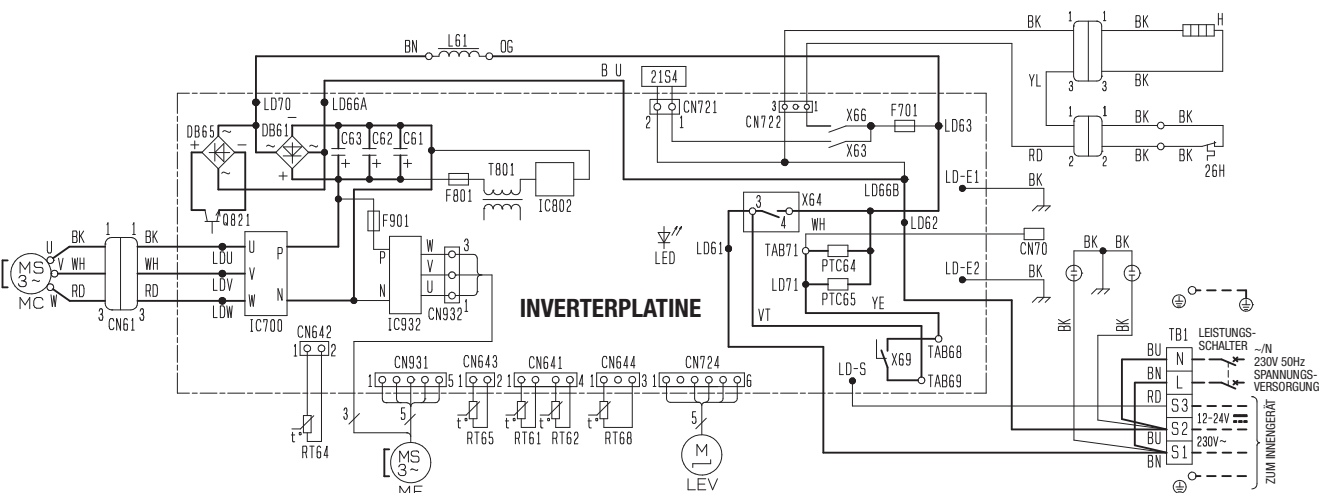 BN L61 OG
B U
21S4
BK 1 1 BK H
YL
3 3 BK
BK BK
RD 2 2 BK BK
26H
LD70 LD66A
2 1 CN721
3 1
CN722
X66
X63
F701
LD63
DB65 DB61
+ ~ - ~
~ - ~ +
C63 C62 C61
+ + +
T801
F801 IC802
Q821
F901
LD66B
LD-E1
BK
3 4 X64
WH
LD62
LD61
TAB71
PTC64
LD71
PTC65
YE
VT
CN70
LD-E2
BK
BK BK
LED
INVERTERPLATINE
U BK 1 1 BK LDU U P
V WH WH LDV V
W RD 3 3 RD LDW W N
MS
3~
MC
CN61
IC700
P W 3
V
N U 1
IC932 CN932
X69
TAB68
TAB69
LD-S
CN642
1 2
CN931
1 5
CN643
1 2
CN641
1 4
CN644
1 3
CN724
1 6
3 5 5
t° RT64
t° RT65
t° RT61
t° RT62
t° RT68
MS
3~
MF
M
LEV
BK BK
TB1
BU N
BN L
RD S3
S2
BU
S1
BN
LEISTUNGS-
SCHALTER
~/N
230V 50Hz
SPANNUNGS-
VERSORGUNG
12-24V
230V~
ZUM INNENGERÄT